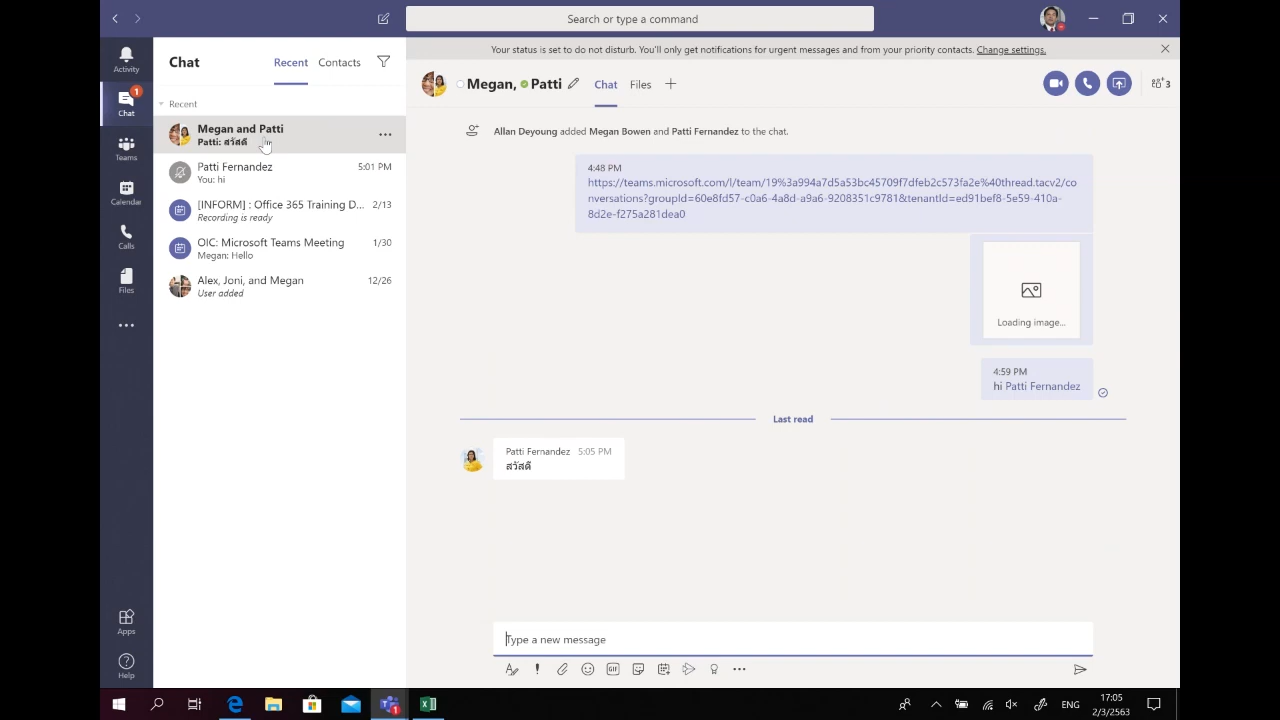 Search or type a command
Your status is set to do not disturb. You'll only get notifications for urgent messages and from your priority contacts. Change settings.
Activity
1
Chat
Teams
Calendar
Calls
Files
Apps
Help
Chat
Recent
Contacts
Recent
Megan and Patti
Patti: สวัสดี
Patti Fernandez 5:01 PM
You: hi
[INFORM] : Office 365 Training D... 2/13
Recording is ready
OIC: Microsoft Teams Meeting 1/30
Megan: Hello
Alex, Joni, and Megan 12/26
User added
Megan, Patti
Chat
Files
3
Allan Deyoung added Megan Bowen and Patti Fernandez to the chat.
4:48 PM
https://teams.microsoft.com/l/team/19%3a994a7d5a53bc45709f7dfeb2c573fa2e%40thread.tacv2/co
nversations?groupId=60e8fd57-c0a6-4a8d-a9a6-9208351c9781&tenantId=ed91bef8-5e59-410a-
8d2e-f275a281dea0
Loading image...
4:59 PM
hi Patti Fernandez
Last read
Patti Fernandez 5:05 PM
สวัสดี
Type a new message
GIF
1
ENG
17:05
2/3/2563